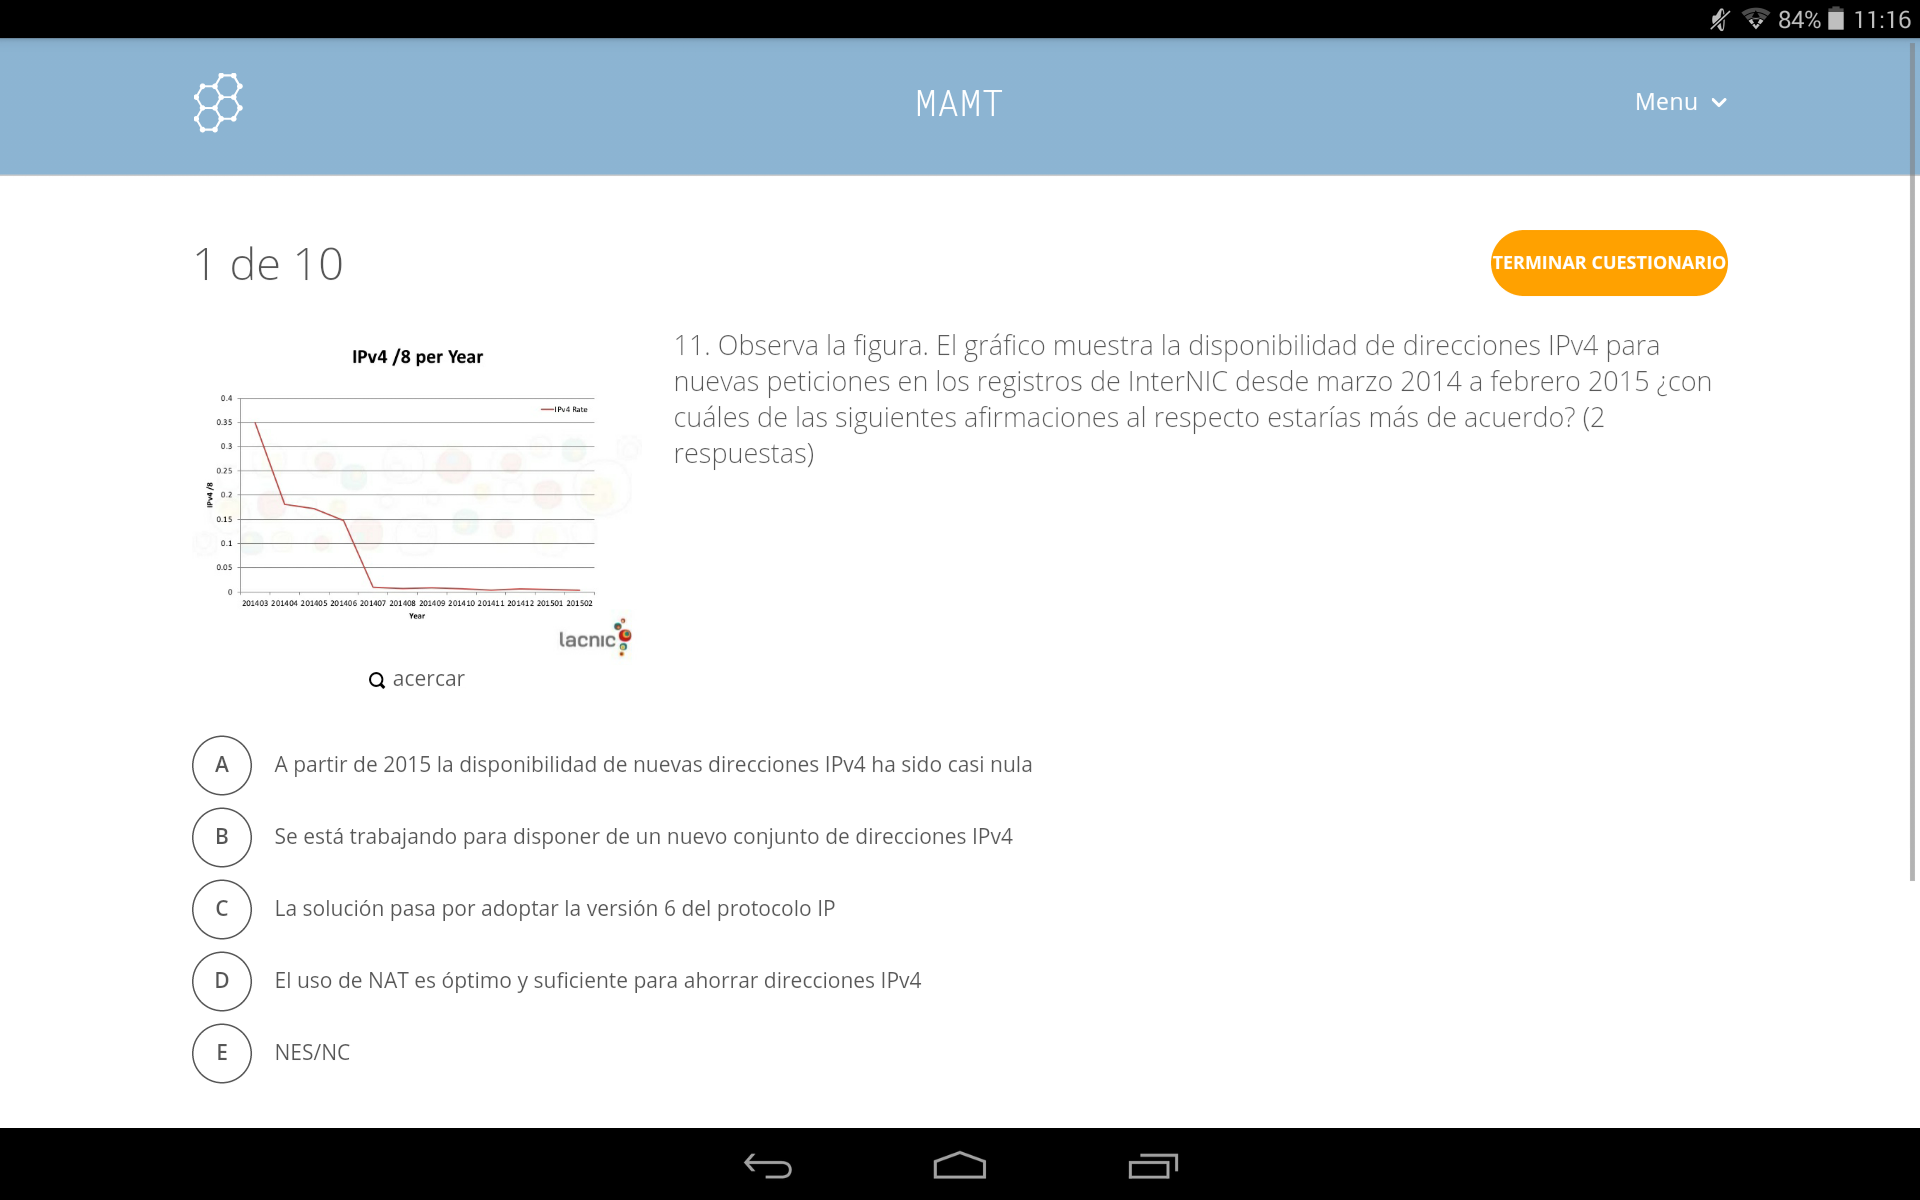 84% 11:16
MAMT
Menu
1 de 10
TERMINAR CUESTIONARIO
IPv4 /8 per Year
IPv4 Rate
0.4
0.35
0.3
0.25
0.2
0.15
0.1
0.05
0
IPv4 /8
201403 201404 201405 201406 201407 201408 201409 201410 201411 201412 201501 201502
Year
lacnic
acercar
11. Observa la figura. El gráfico muestra la disponibilidad de direcciones IPv4 para
nuevas peticiones en los registros de InterNIC desde marzo 2014 a febrero 2015 ¿con
cuáles de las siguientes afirmaciones al respecto estarías más de acuerdo? (2
respuestas)
A A partir de 2015 la disponibilidad de nuevas direcciones IPv4 ha sido casi nula
B Se está trabajando para disponer de un nuevo conjunto de direcciones IPv4
C La solución pasa por adoptar la versión 6 del protocolo IP
D El uso de NAT es óptimo y suficiente para ahorrar direcciones IPv4
E NES/NC